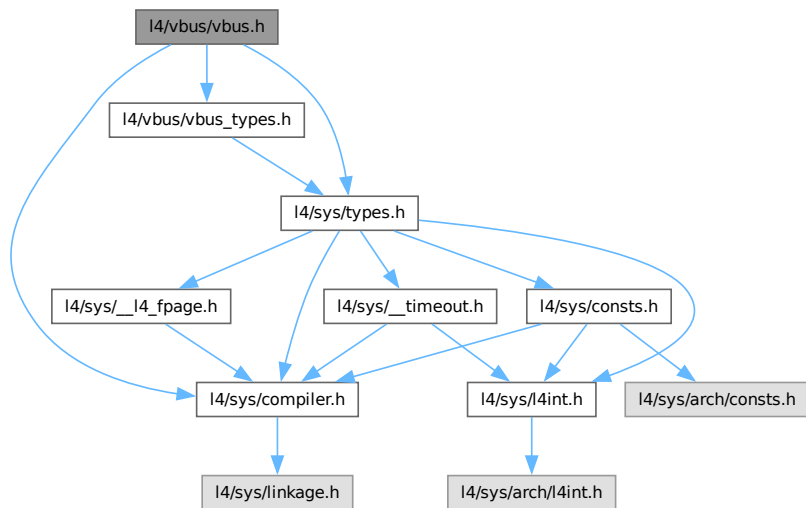 l4/vbus/vbus.h
l4/vbus/vbus_types.h
l4/sys/types.h
l4/sys/__l4_fpage.h
l4/sys/__timeout.h
l4/sys/consts.h
l4/sys/compiler.h
l4/sys/l4int.h
l4/sys/arch/consts.h
l4/sys/linkage.h
l4/sys/arch/l4int.h